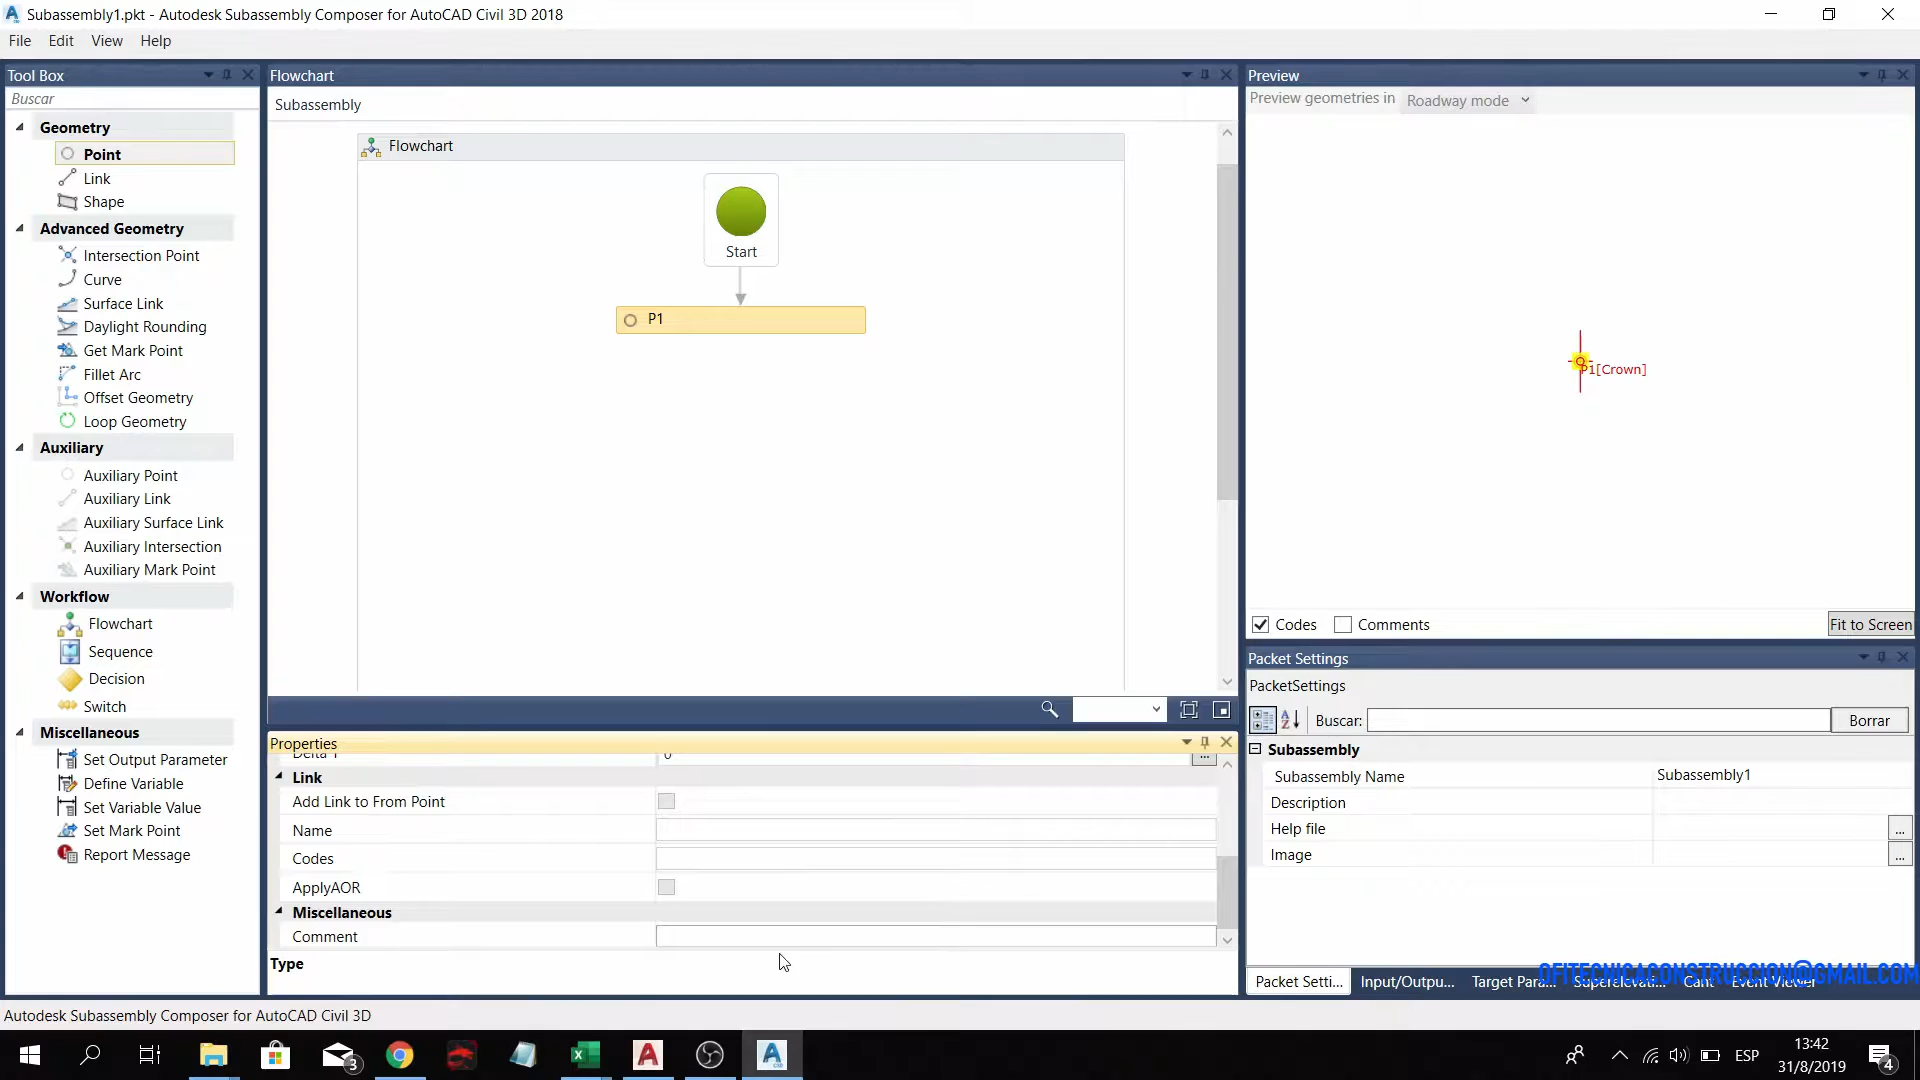 Subassembly1.pkt - Autodesk Subassembly Composer for AutoCAD Civil 3D 2018
File Edit View Help
Tool Box
Buscar
Geometry
Point
Link
Shape
Advanced Geometry
Intersection Point
Curve
Surface Link
Daylight Rounding
Get Mark Point
Fillet Arc
Offset Geometry
Loop Geometry
Auxiliary
Auxiliary Point
Auxiliary Link
Auxiliary Surface Link
Auxiliary Intersection
Auxiliary Mark Point
Workflow
Flowchart
Sequence
Decision
Switch
Miscellaneous
Set Output Parameter
Define Variable
Set Variable Value
Set Mark Point
Report Message
Flowchart
Subassembly
Flowchart
Start
P1
Properties
Delta Y 0 ...
Link
Add Link to From Point
Name
Codes
ApplyAOR
Miscellaneous
Comment
Type
Preview
Preview geometries in Roadway mode
P1[Crown]
Codes Comments Fit to Screen
Packet Settings
PacketSettings
Buscar: Borrar
Subassembly
Subassembly Name Subassembly1
Description
Help file ...
Image ...
OFITECNICACONSTRUCCION@GMAIL.COM
Packet Setti... Input/Outpu... Target Para... Superelevati... Cant Event Viewer
Autodesk Subassembly Composer for AutoCAD Civil 3D
3
ESP
13:42
31/8/2019
4